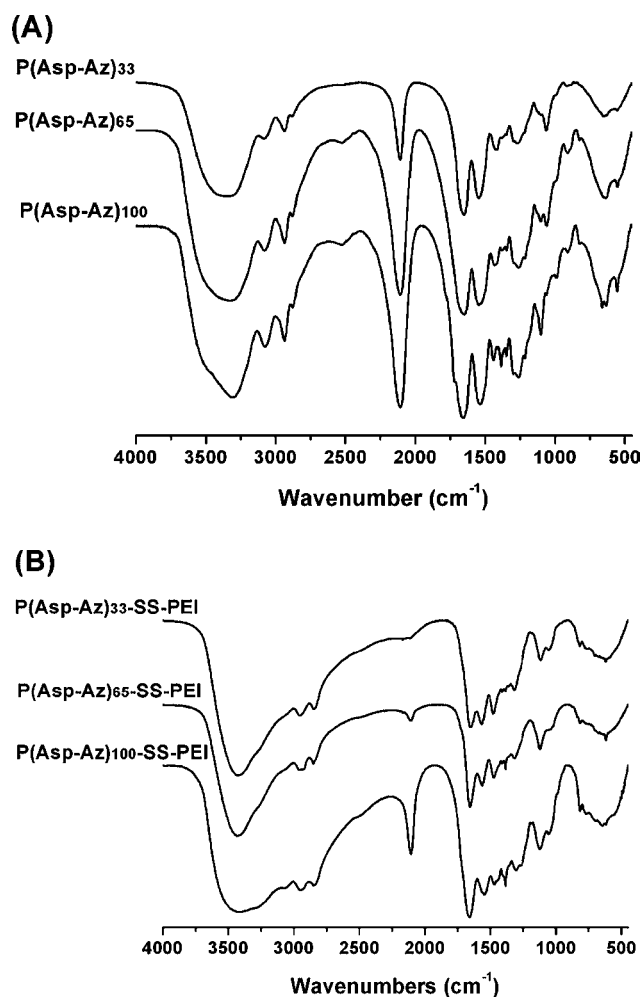 (A)
P(Asp-Az)33
P(Asp-Az)65
P(Asp-Az)100
4000 3500 3000 2500 2000 1500 1000 500
Wavenumber (cm-1)
(B)
P(Asp-Az)33-SS-PEI
P(Asp-Az)65-SS-PEI
P(Asp-Az)100-SS-PEI
4000 3500 3000 2500 2000 1500 1000 500
Wavenumbers (cm-1)